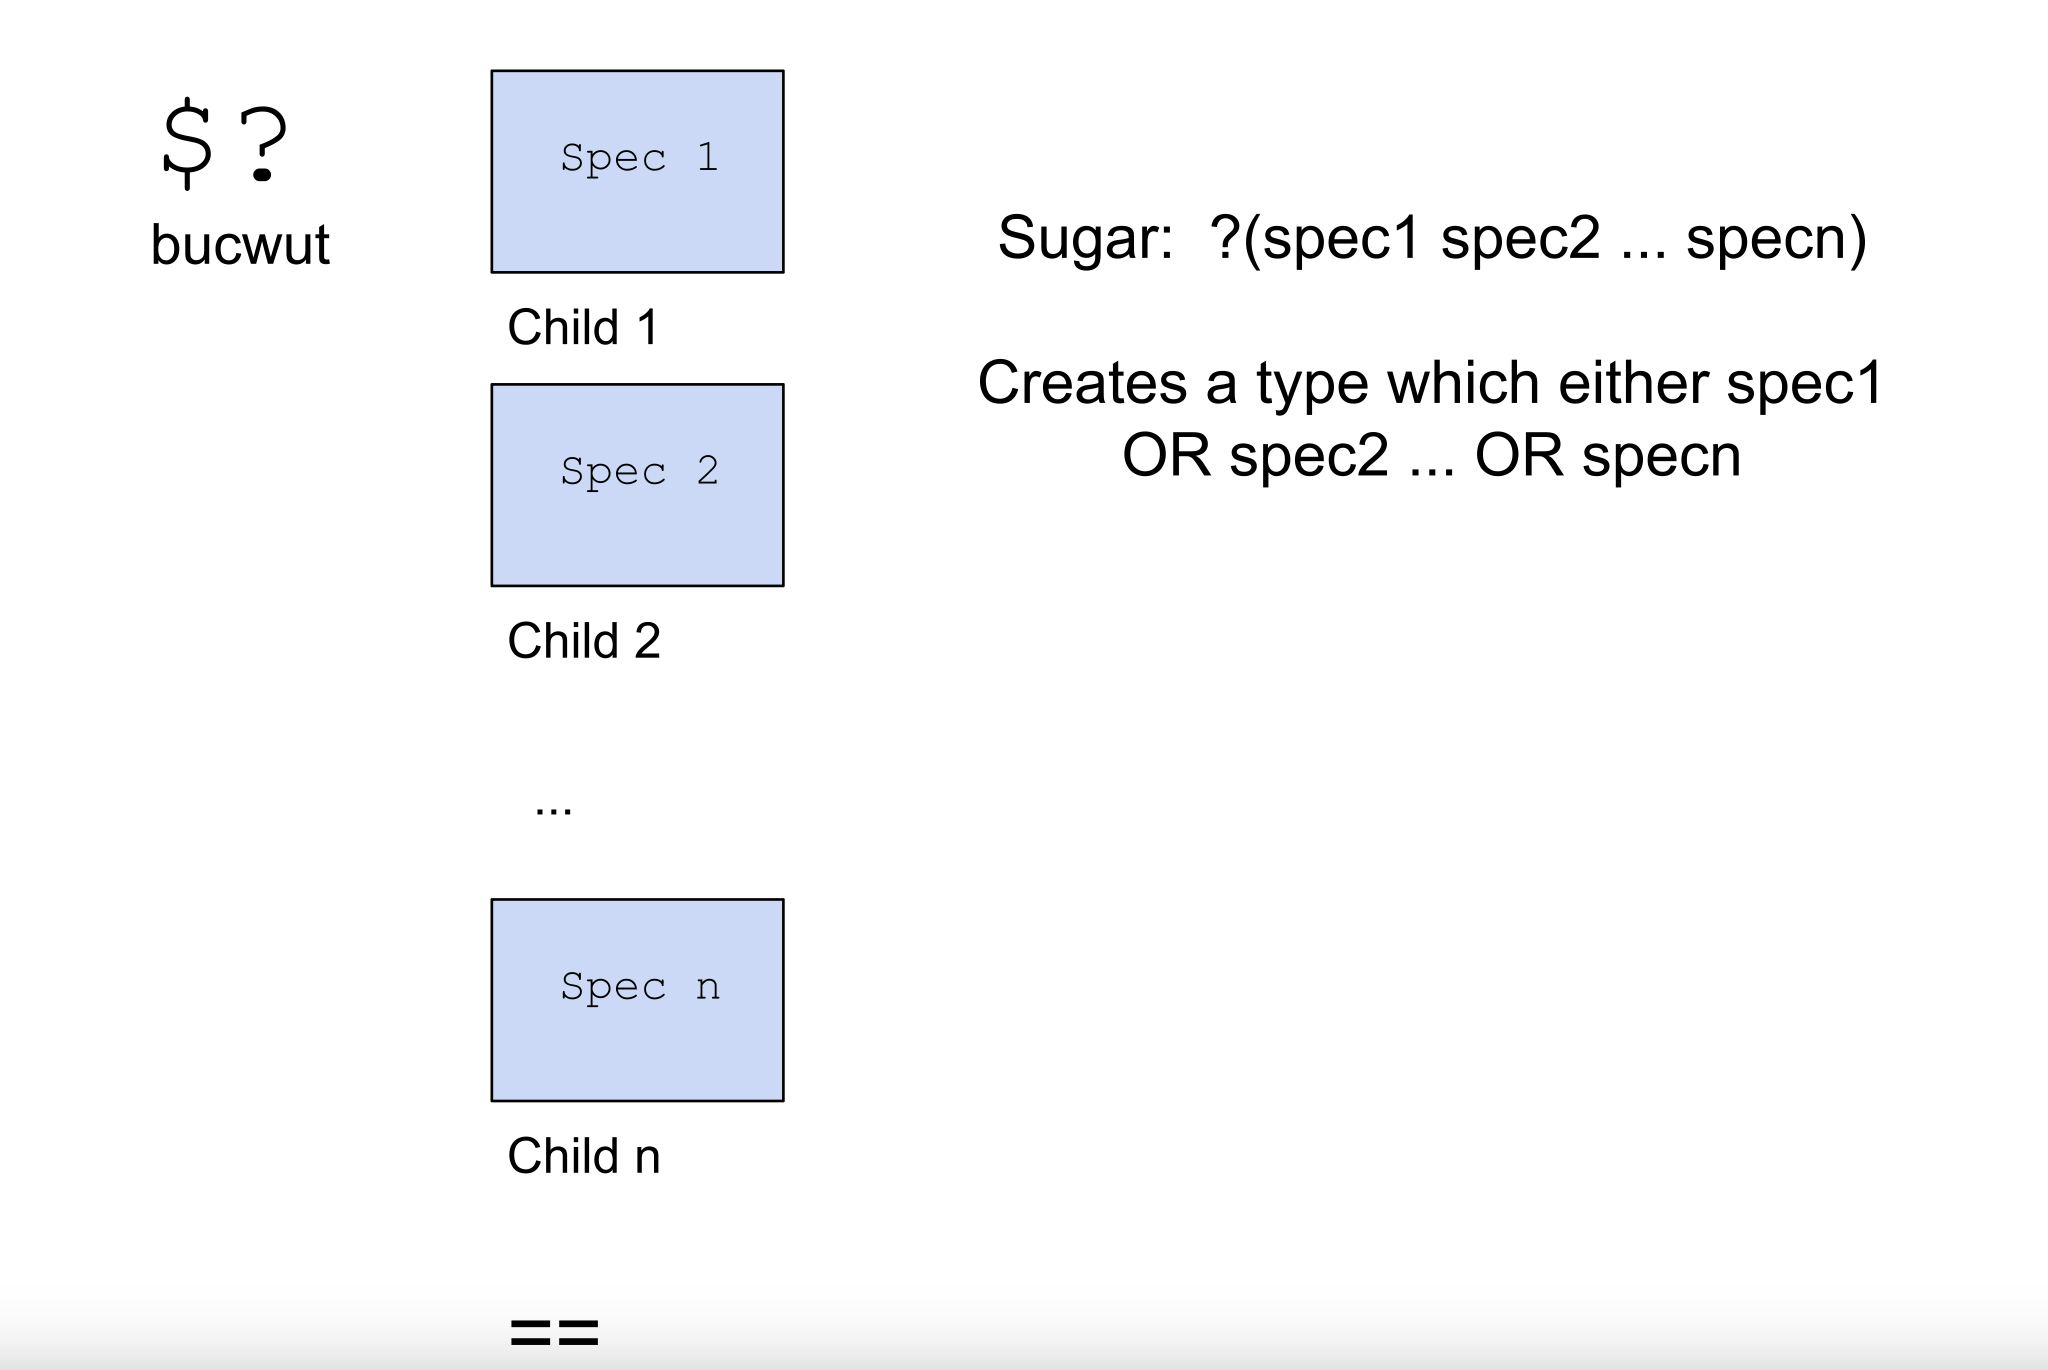 $?
bucwut
Spec 1
Child 1
Spec 2
Child 2
...
Spec n
Child n
==
Sugar:  ?(spec1 spec2 ... specn)
Creates a type which either spec1
OR spec2 ... OR specn